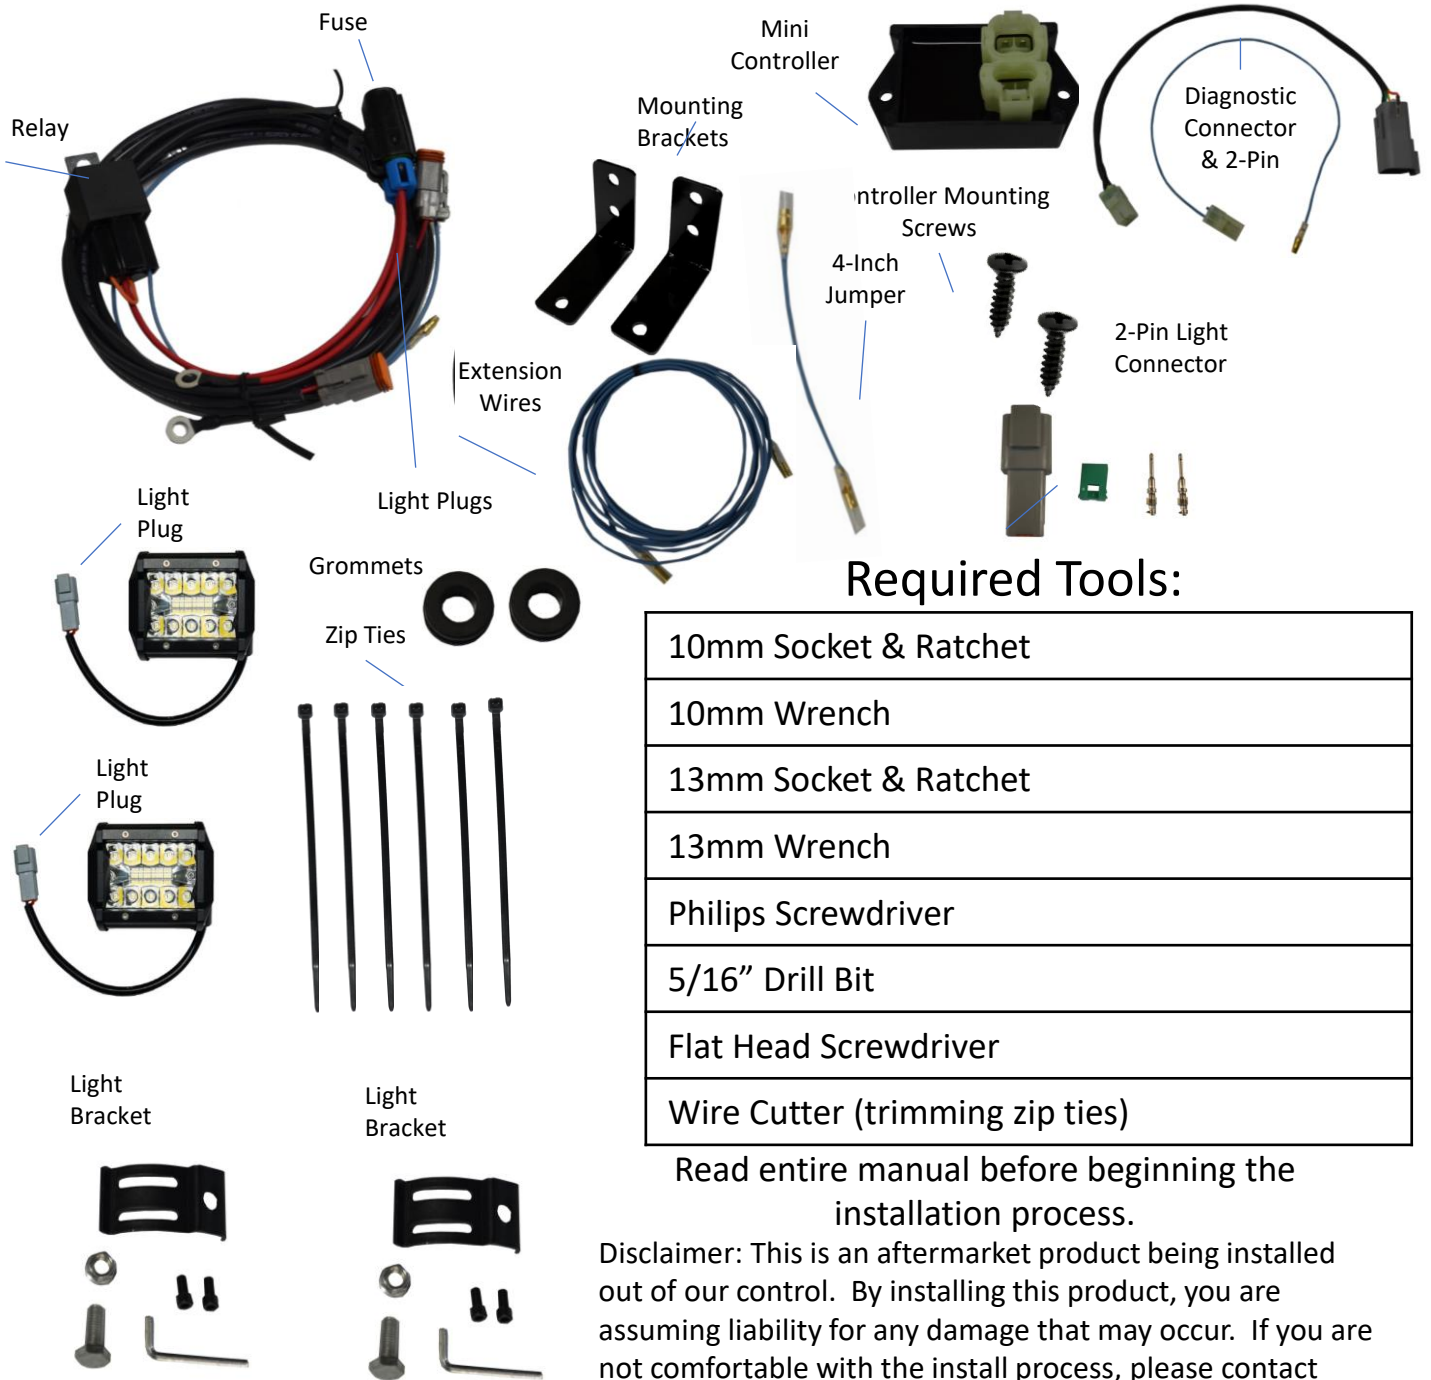 Fuse
Relay
Mini
Controller
Mounting
Brackets
Diagnostic
Connector
& 2-Pin
ntroller Mounting
Screws
4-Inch
Jumper
2-Pin Light
Connector
Extension
Wires
Light Plugs
Light
Plug
Grommets
Zip Ties
Light
Plug
Light
Bracket
Light
Bracket
Required Tools:
10mm Socket & Ratchet
10mm Wrench
13mm Socket & Ratchet
13mm Wrench
Philips Screwdriver
5/16” Drill Bit
Flat Head Screwdriver
Wire Cutter (trimming zip ties)
Read entire manual before beginning the
installation process.
Disclaimer: This is an aftermarket product being installed
out of our control. By installing this product, you are
assuming liability for any damage that may occur. If you are
not comfortable with the install process, please contact